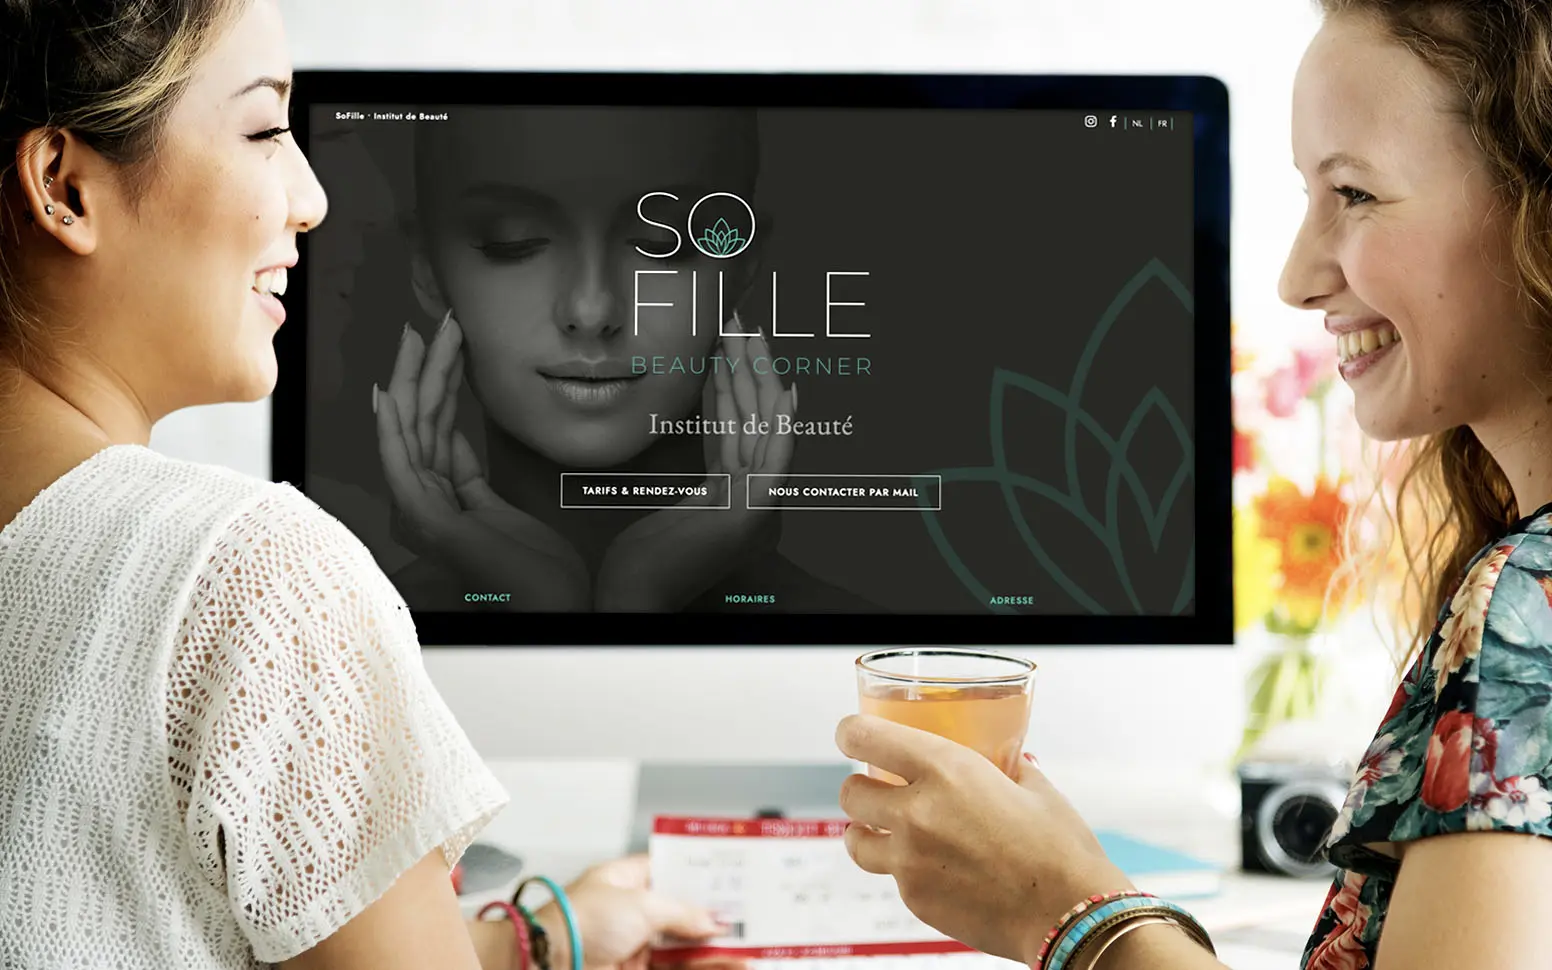 SoFille · Institut de Beauté
NL
FR
SO
FILLE
BEAUTY CORNER
Institut de Beauté
TARIFS & RENDEZ-VOUS
NOUS CONTACTER PAR MAIL
CONTACT
HORAIRES
ADRESSE